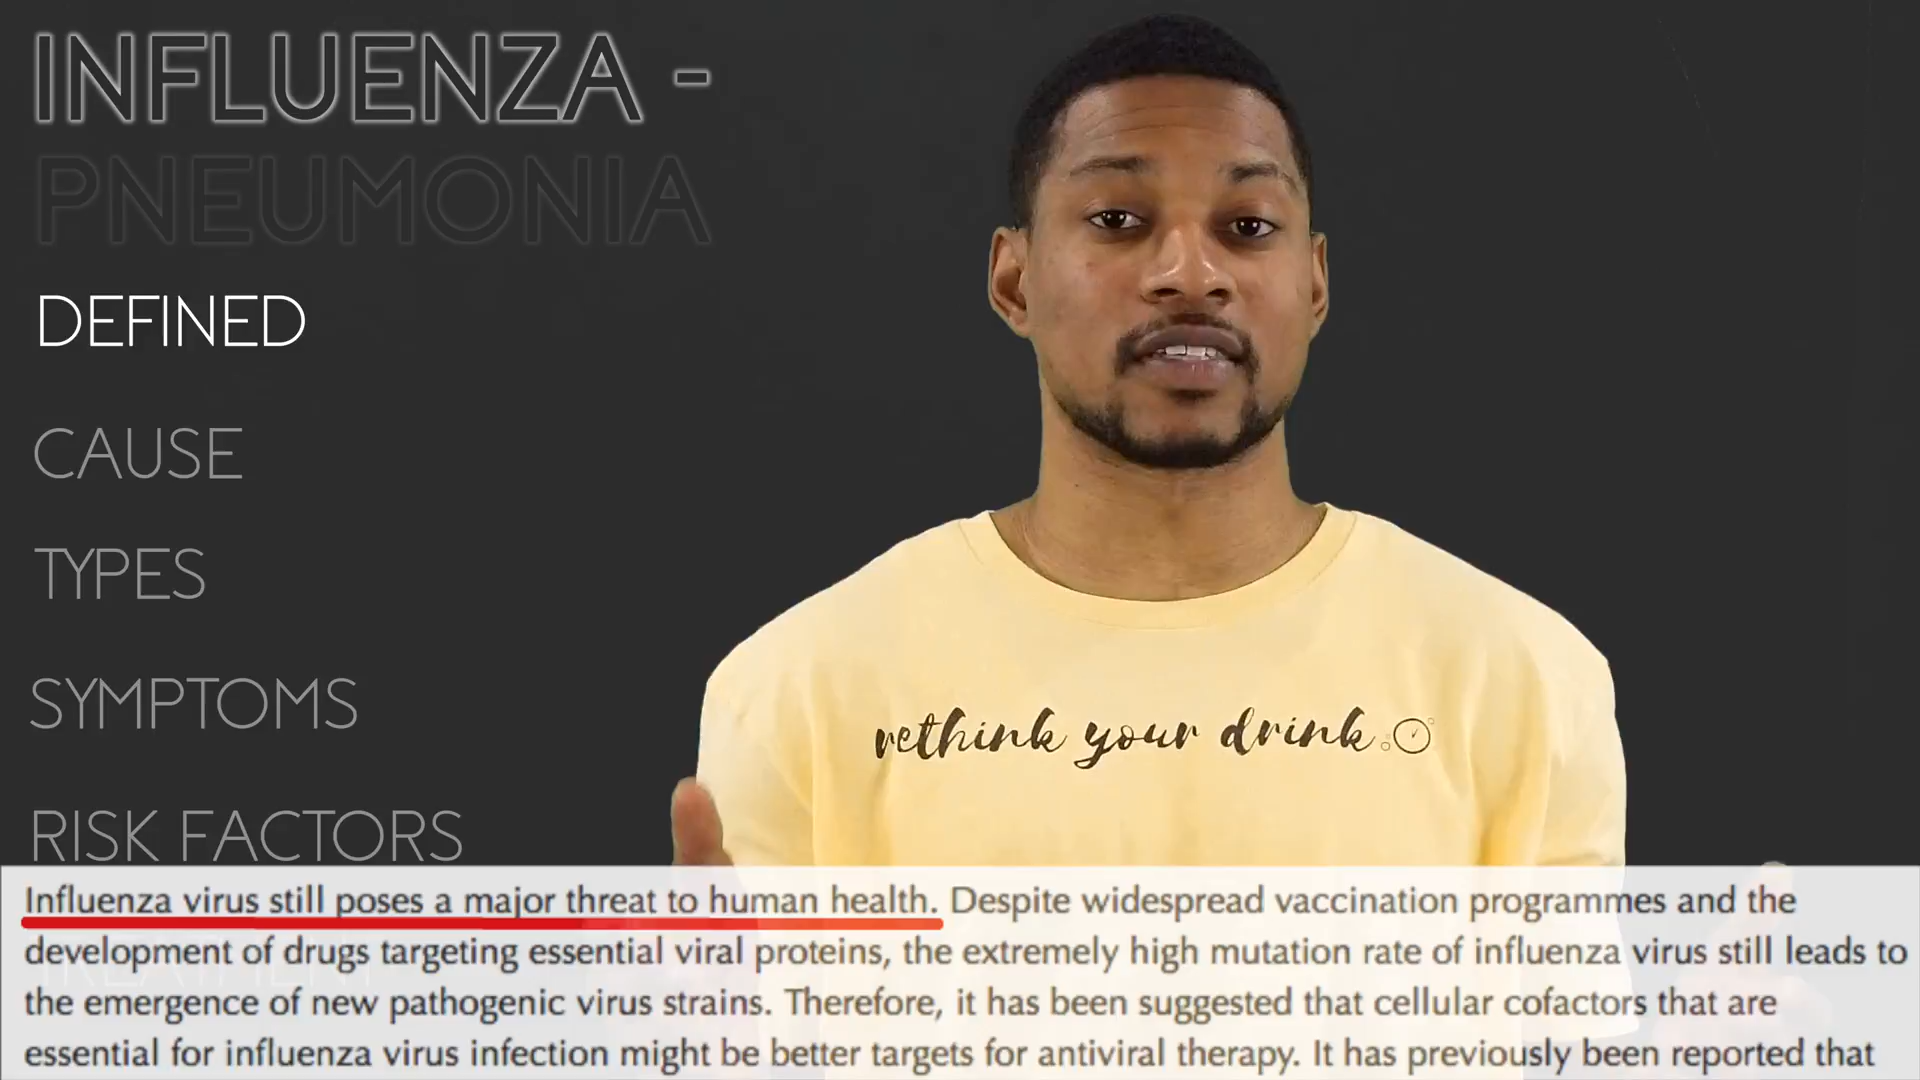 INFLUENZA -
PNEUMONIA
DEFINED
CAUSE
TYPES
SYMPTOMS
RISK FACTORS
TREATMENT
rethink your drink.
Influenza virus still poses a major threat to human health. Despite widespread vaccination programmes and the
development of drugs targeting essential viral proteins, the extremely high mutation rate of influenza virus still leads to
the emergence of new pathogenic virus strains. Therefore, it has been suggested that cellular cofactors that are
essential for influenza virus infection might be better targets for antiviral therapy. It has previously been reported that